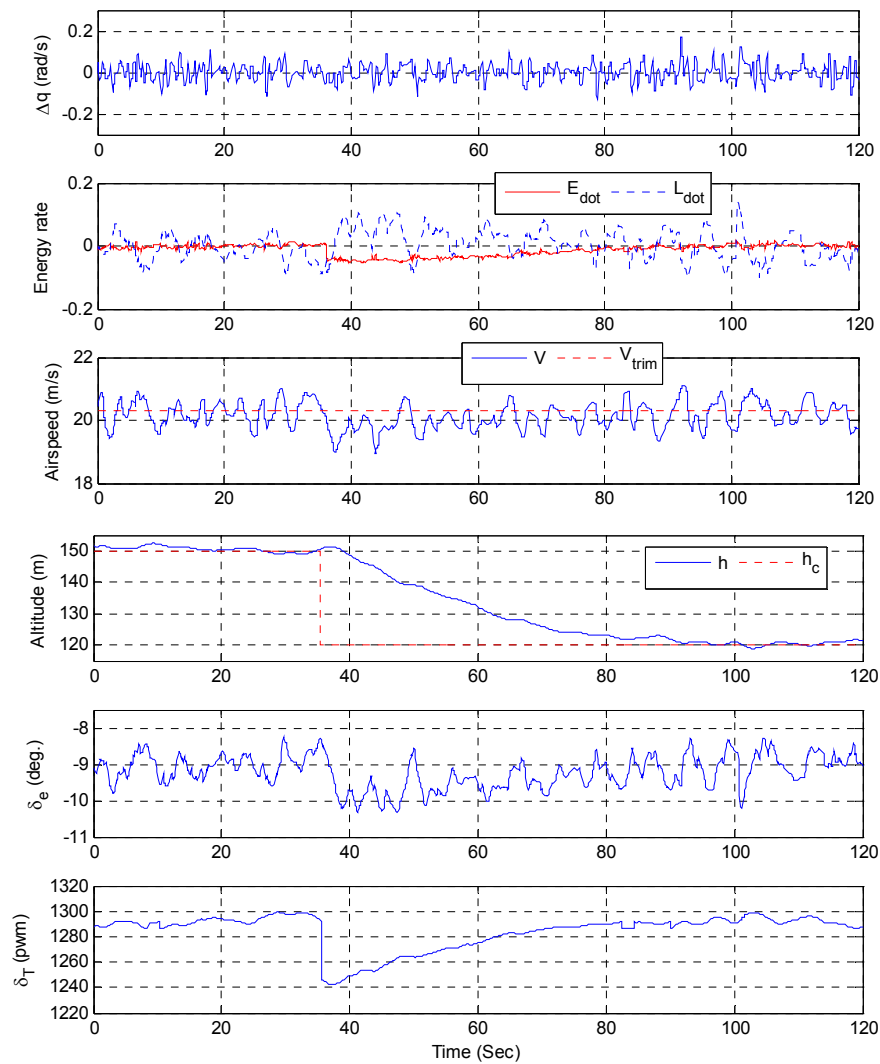 0.2
0
-0.2
Δq (rad/s)
0 20 40 60 80 100 120
E_dot L_dot
0.2
0
-0.2
Energy rate
0 20 40 60 80 100 120
V V_trim
22
20
18
Airspeed (m/s)
0 20 40 60 80 100 120
h h_c
150
140
130
120
Altitude (m)
0 20 40 60 80 100 120
-8
-9
-10
-11
δ_e (deg.)
0 20 40 60 80 100 120
1320
1300
1280
1260
1240
1220
δ_T (pwm)
0 20 40 60 80 100 120
Time (Sec)